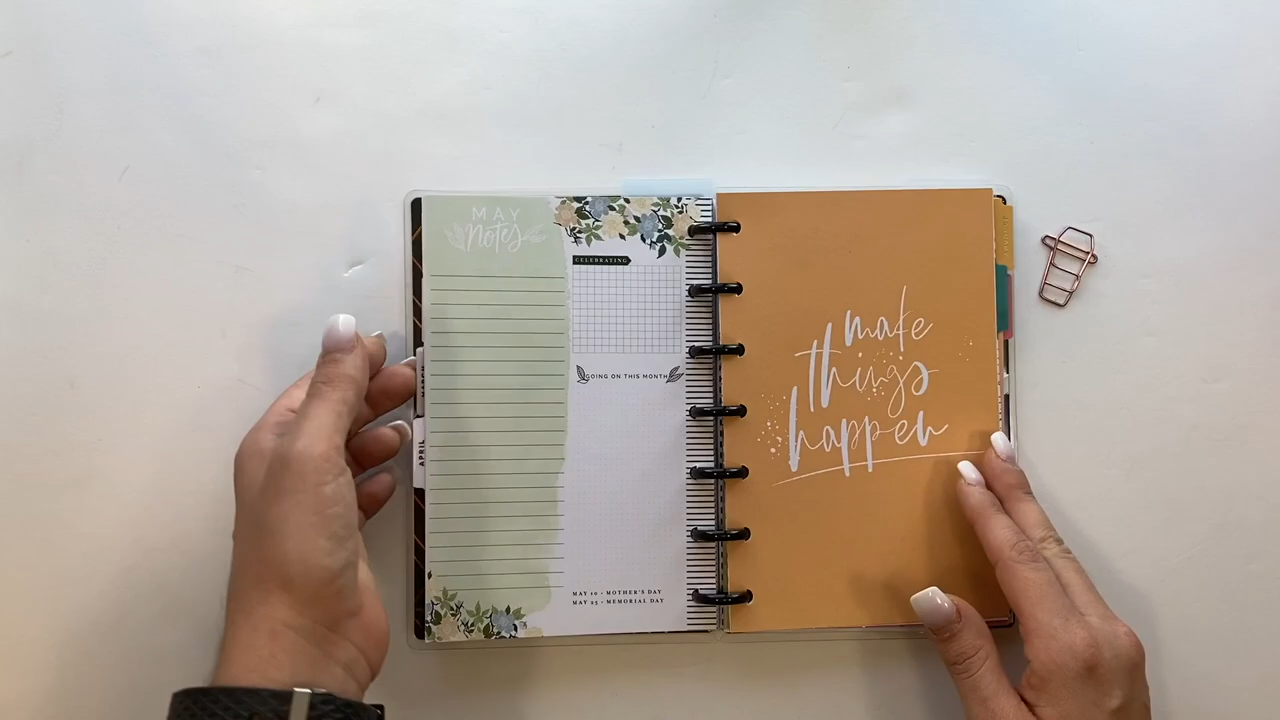 MAY
Notes
CELEBRATING
GOING ON THIS MONTH
MAY 10 - MOTHER'S DAY
MAY 25 - MEMORIAL DAY
APRIL
make
things
happen